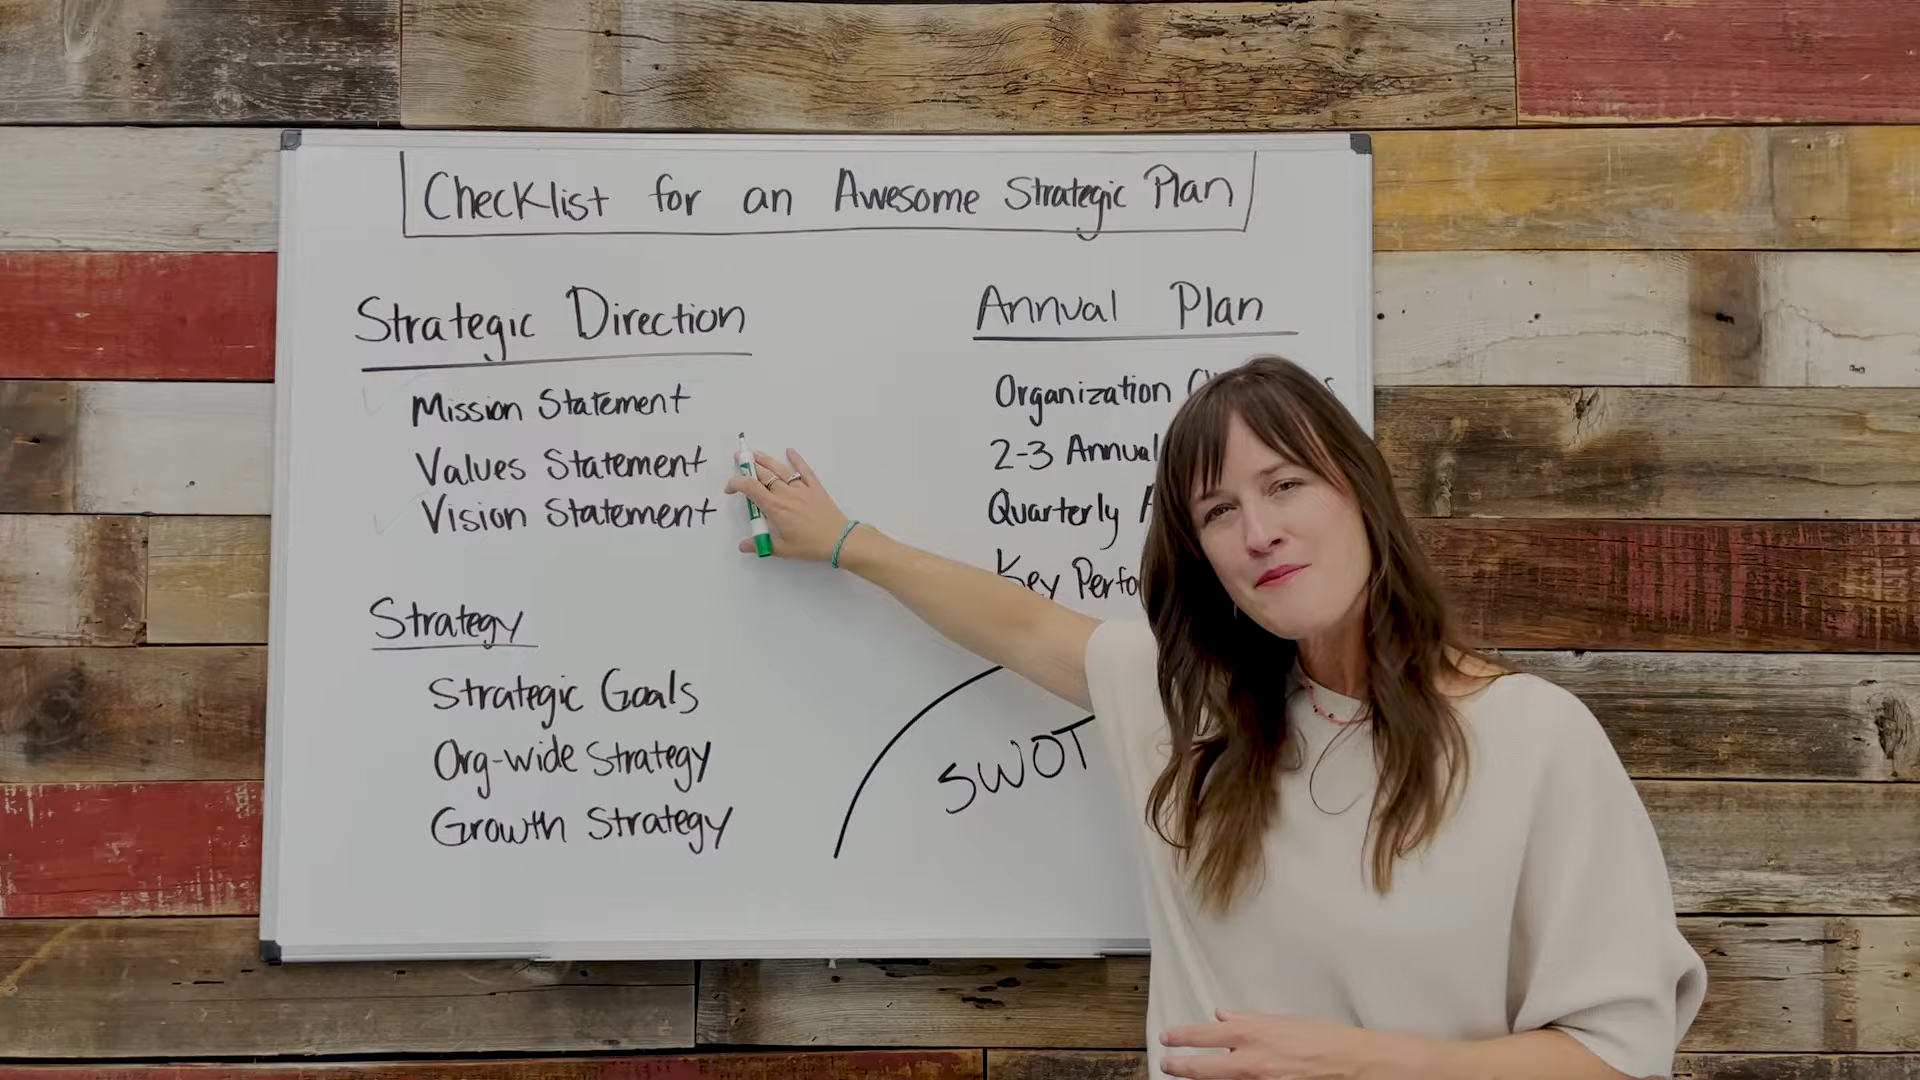 Checklist for an Awesome Strategic Plan
Strategic Direction
Mission Statement
Values Statement
Vision Statement
Strategy
Strategic Goals
Org-wide Strategy
Growth Strategy
Annual Plan
Organization
2-3 Annual
Quarterly
Key
SWOT